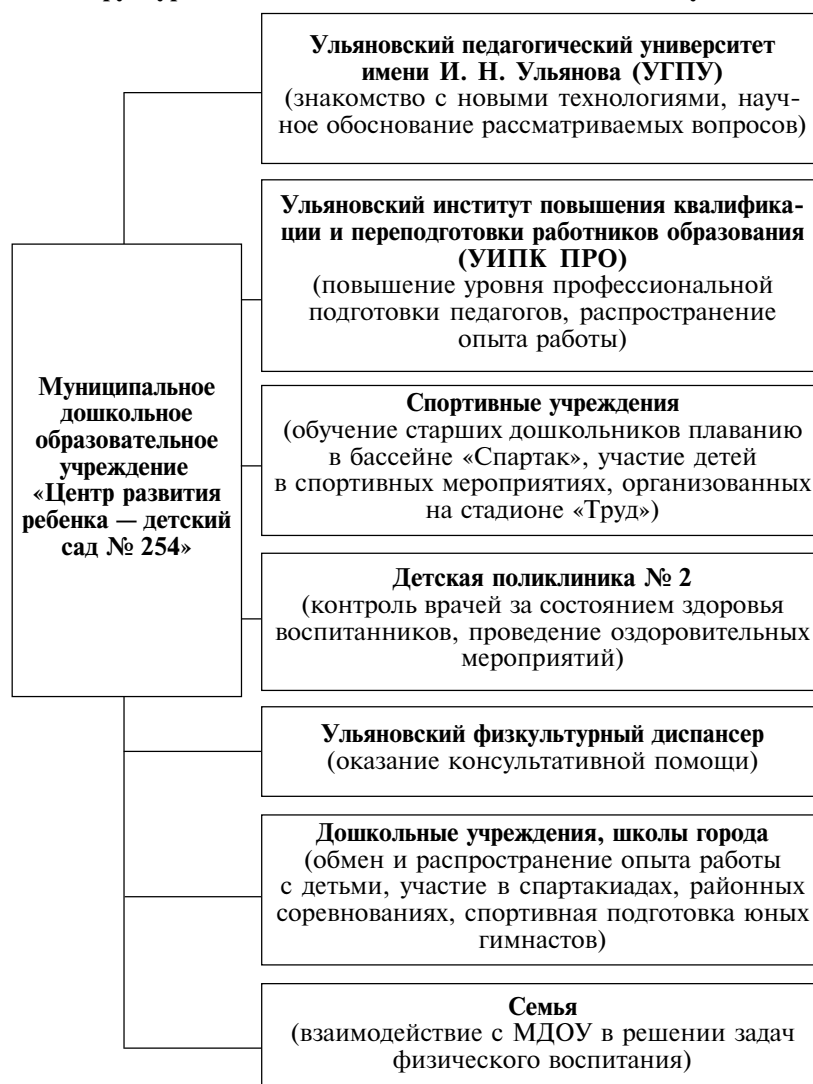 Ульяновский педагогический университет
имени И. Н. Ульянова (УГПУ)
(знакомство с новыми технологиями, науч-
ное обоснование рассматриваемых вопросов)
Ульяновский институт повышения квалифика-
ции и переподготовки работников образования
(УИПК ПРО)
(повышение уровня профессиональной
подготовки педагогов, распространение
опыта работы)
Муниципальное
дошкольное
образовательное
учреждение
«Центр развития
ребенка — детский
сад № 254»
Спортивные учреждения
(обучение старших дошкольников плаванию
в бассейне «Спартак», участие детей
в спортивных мероприятиях, организованных
на стадионе «Труд»)
Детская поликлиника № 2
(контроль врачей за состоянием здоровья
воспитанников, проведение оздоровительных
мероприятий)
Ульяновский физкультурный диспансер
(оказание консультативной помощи)
Дошкольные учреждения, школы города
(обмен и распространение опыта работы
с детьми, участие в спартакиадах, районных
соревнованиях, спортивная подготовка юных
гимнастов)
Семья
(взаимодействие с МДОУ в решении задач
физического воспитания)